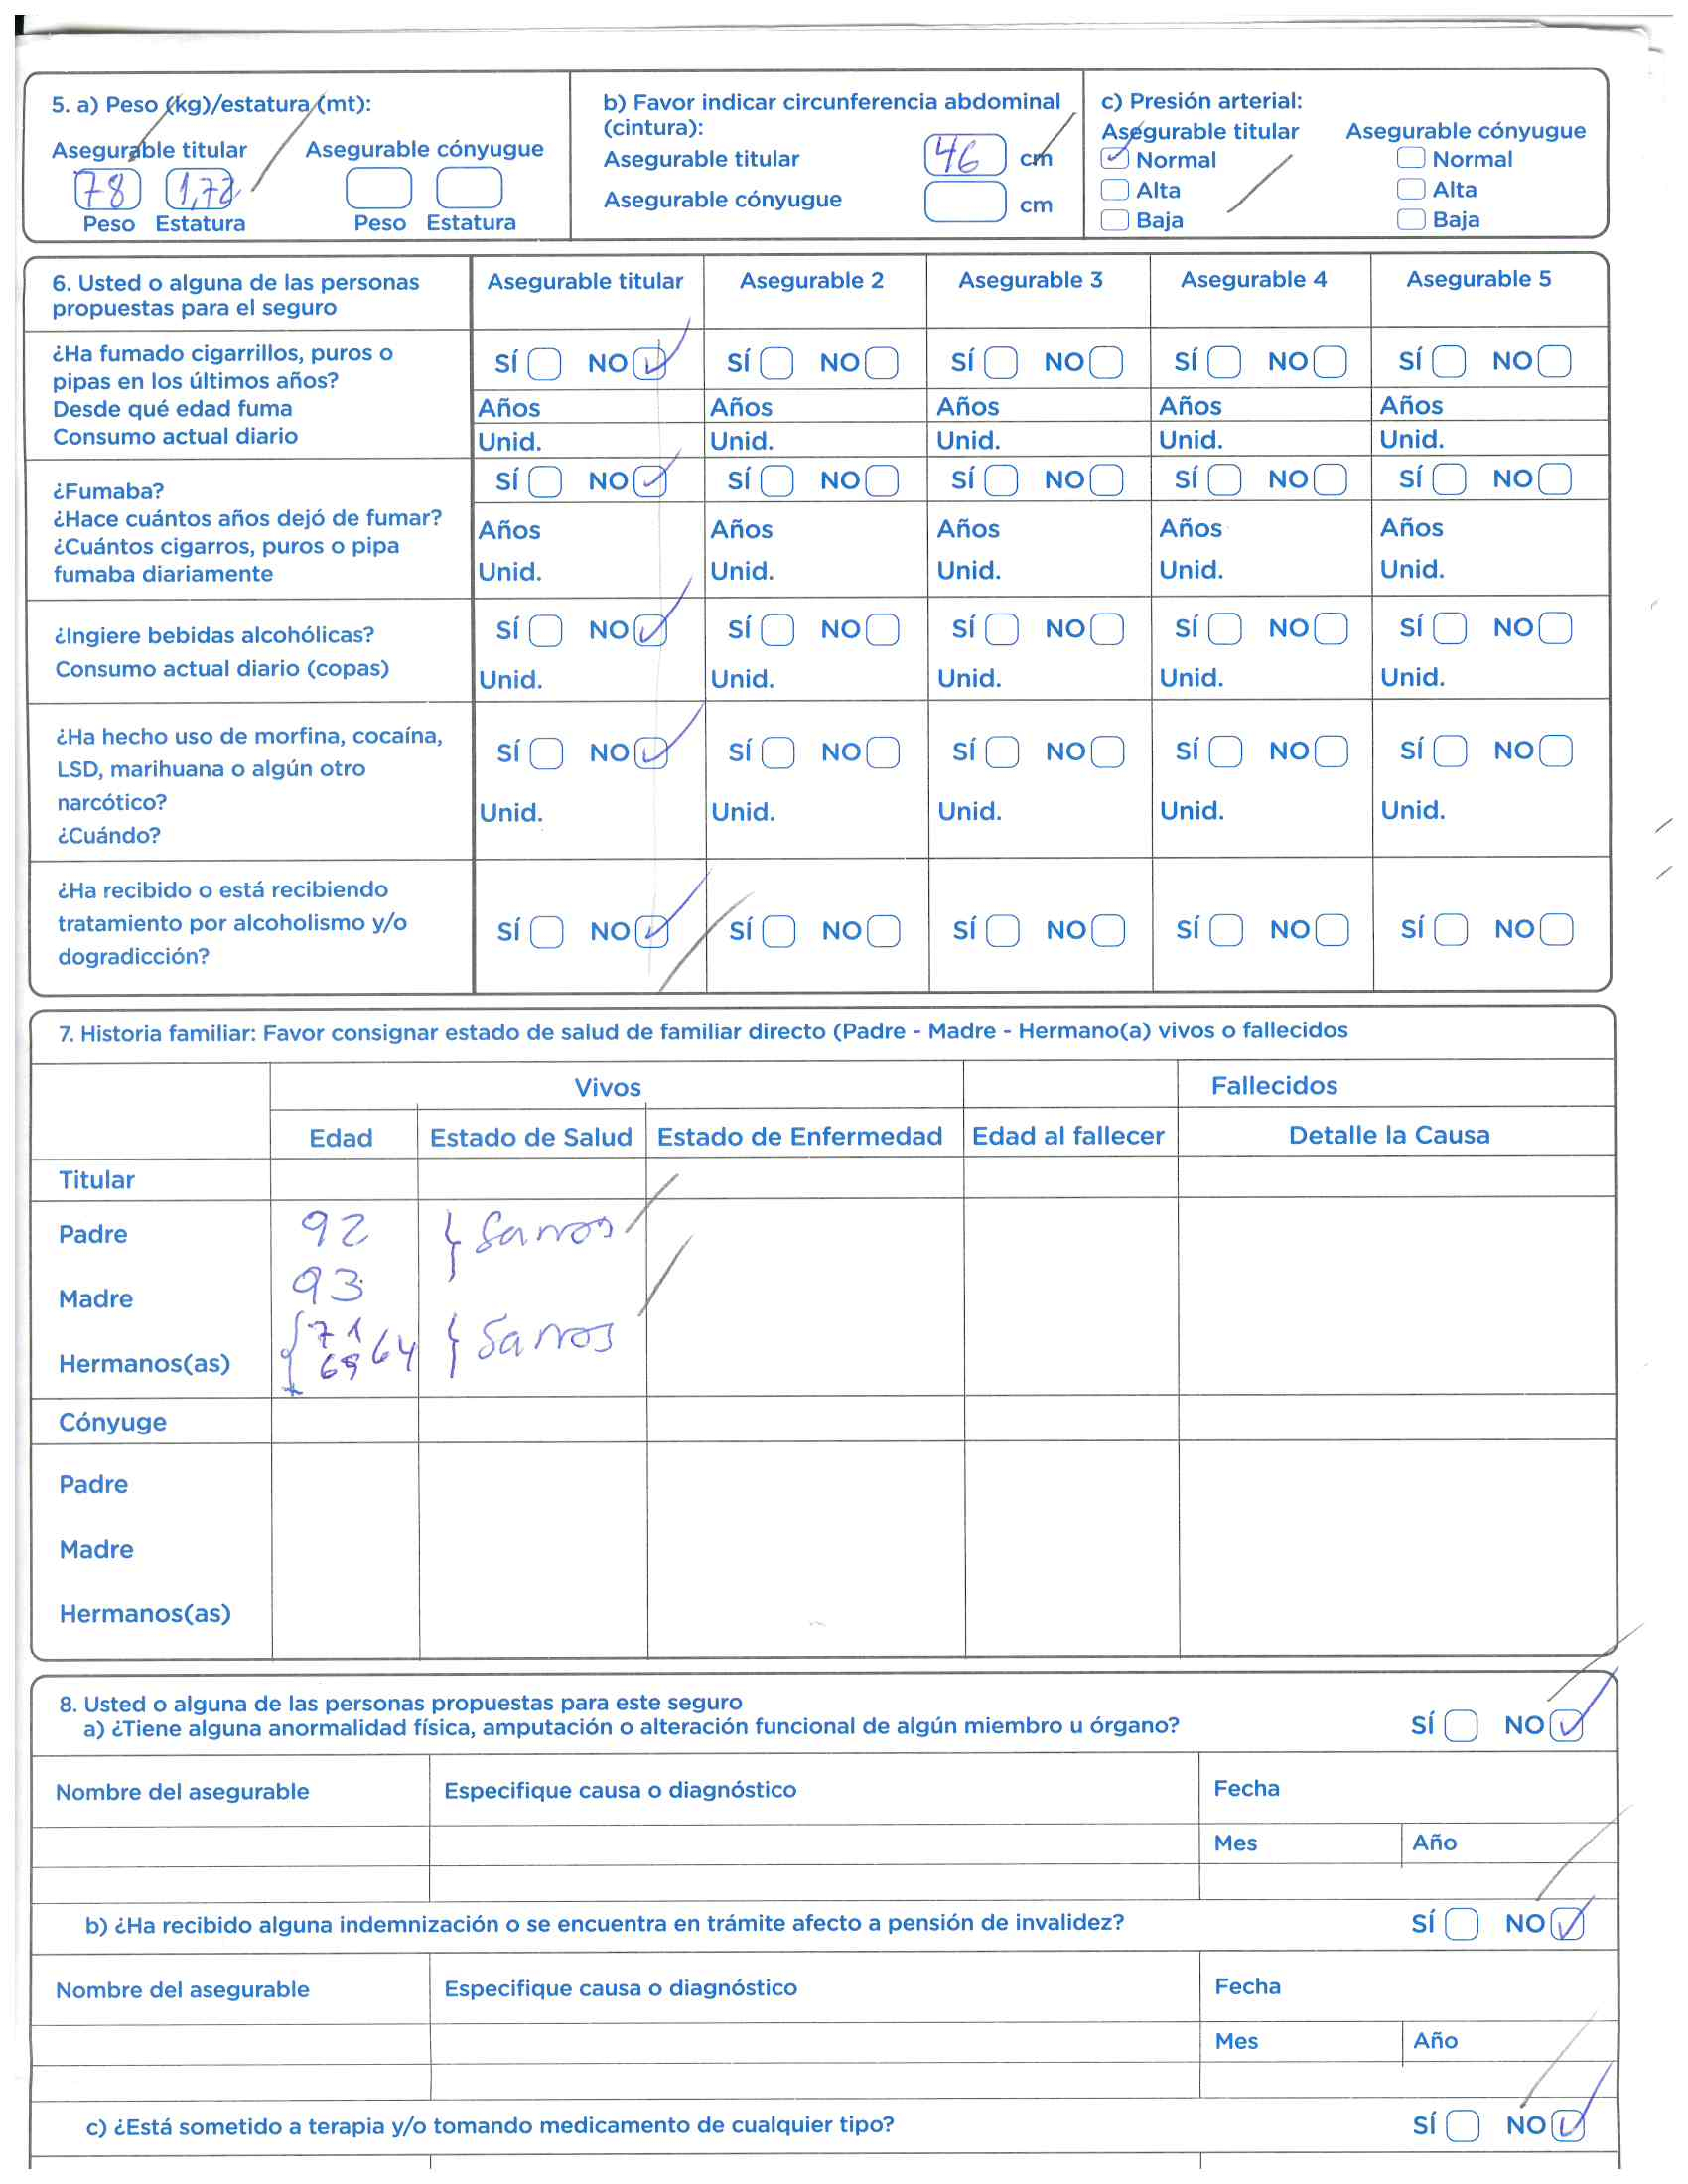 5. a) Peso (kg)/estatura (mt):
Asegurable titular Asegurable cónyugue
78 1,78
Peso Estatura Peso Estatura
b) Favor indicar circunferencia abdominal
(cintura):
Asegurable titular 46 cm
Asegurable cónyugue cm
c) Presión arterial:
Asegurable titular Asegurable cónyugue
Normal Normal
Alta Alta
Baja Baja
6. Usted o alguna de las personas
propuestas para el seguro
Asegurable titular Asegurable 2 Asegurable 3 Asegurable 4 Asegurable 5
¿Ha fumado cigarrillos, puros o
pipas en los últimos años?
Desde qué edad fuma
Consumo actual diario
SÍ NO SÍ NO SÍ NO SÍ NO SÍ NO
Años Años Años Años Años
Unid. Unid. Unid. Unid. Unid.
¿Fumaba?
¿Hace cuántos años dejó de fumar?
¿Cuántos cigarros, puros o pipa
fumaba diariamente
SÍ NO SÍ NO SÍ NO SÍ NO SÍ NO
Años Años Años Años Años
Unid. Unid. Unid. Unid. Unid.
¿Ingiere bebidas alcohólicas?
Consumo actual diario (copas)
SÍ NO SÍ NO SÍ NO SÍ NO SÍ NO
Unid. Unid. Unid. Unid. Unid.
¿Ha hecho uso de morfina, cocaína,
LSD, marihuana o algún otro
narcótico?
¿Cuándo?
SÍ NO SÍ NO SÍ NO SÍ NO SÍ NO
Unid. Unid. Unid. Unid. Unid.
¿Ha recibido o está recibiendo
tratamiento por alcoholismo y/o
dogradicción?
SÍ NO SÍ NO SÍ NO SÍ NO SÍ NO
7. Historia familiar: Favor consignar estado de salud de familiar directo (Padre - Madre - Hermano(a) vivos o fallecidos
Vivos Fallecidos
Edad Estado de Salud Estado de Enfermedad Edad al fallecer Detalle la Causa
Titular
Padre 92 } Sanos
Madre 93
Hermanos(as) { 71 64 } Sanos
Cónyuge
Padre
Madre
Hermanos(as)
8. Usted o alguna de las personas propuestas para este seguro
a) ¿Tiene alguna anormalidad física, amputación o alteración funcional de algún miembro u órgano? SÍ NO
Nombre del asegurable Especifique causa o diagnóstico Fecha
Mes Año
b) ¿Ha recibido alguna indemnización o se encuentra en trámite afecto a pensión de invalidez? SÍ NO
Nombre del asegurable Especifique causa o diagnóstico Fecha
Mes Año
c) ¿Está sometido a terapia y/o tomando medicamento de cualquier tipo? SÍ NO